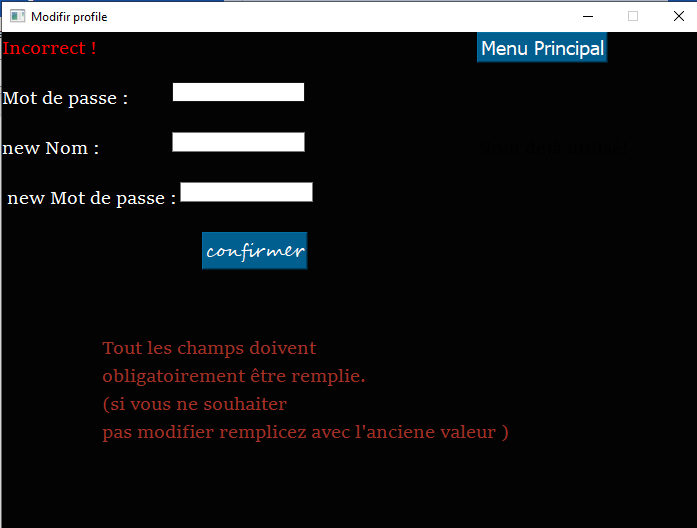 Modifir profile
Incorrect !
Menu Principal
Mot de passe :
new Nom :
new Mot de passe :
confirmer
Tout les champs doivent
obligatoirement être remplie.
(si vous ne souhaiter
pas modifier remplicez avec l'anciene valeur )